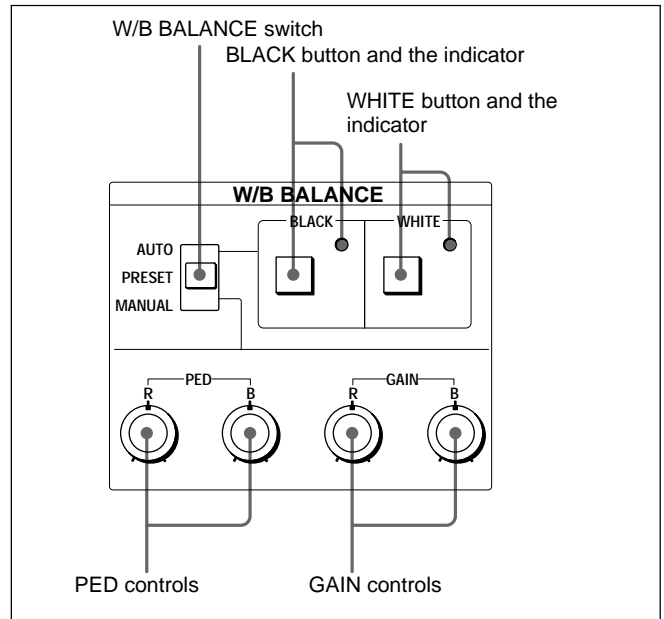 W/B BALANCE switch
BLACK button and the indicator
WHITE button and the
indicator
W/B BALANCE
BLACK
WHITE
AUTO
PRESET
MANUAL
PED
R
B
GAIN
R
B
PED controls
GAIN controls